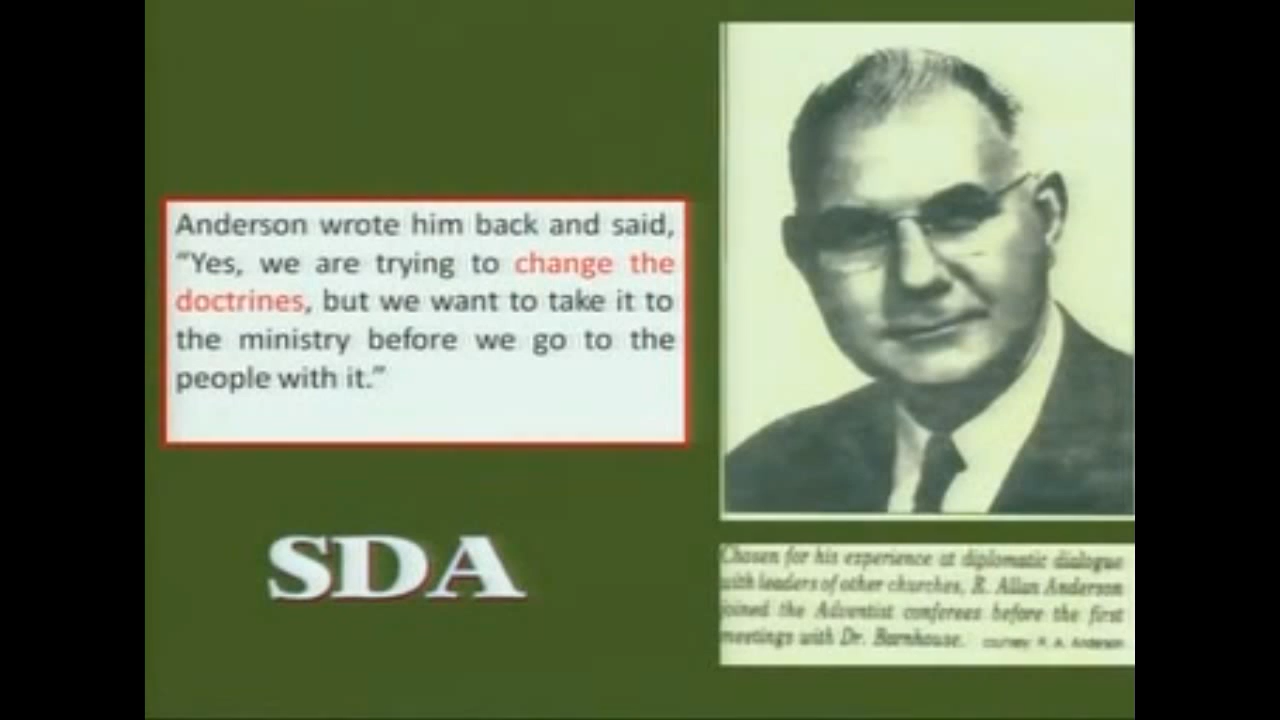 Anderson wrote him back and said,
“Yes, we are trying to change the
doctrines, but we want to take it to
the ministry before we go to the
people with it.”
SDA
Chosen for his experience at diplomatic dialogue
with leaders of other churches, R. Allan Anderson
joined the Adventist conferees before the first
meetings with Dr. Barnhouse. courtesy: R. A. Anderson